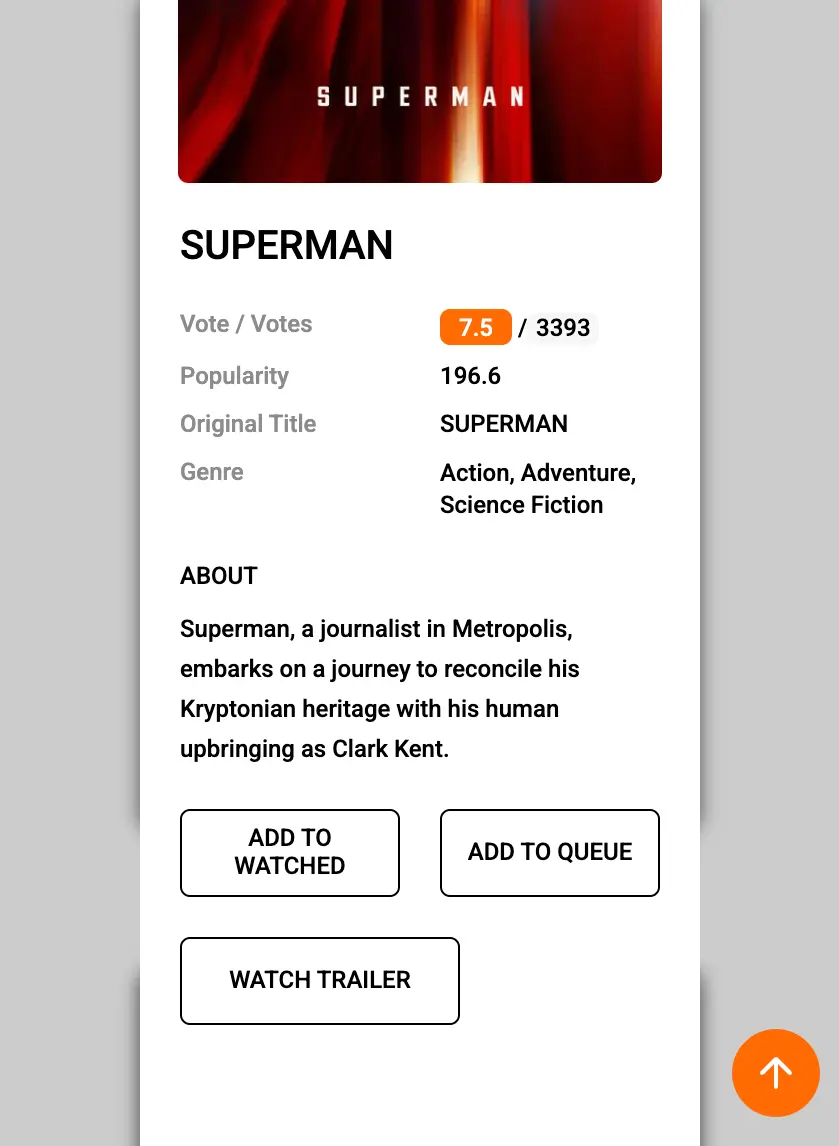 SUPERMAN
SUPERMAN
Vote / Votes 7.5 / 3393
Popularity 196.6
Original Title SUPERMAN
Genre Action, Adventure,
Science Fiction
ABOUT
Superman, a journalist in Metropolis,
embarks on a journey to reconcile his
Kryptonian heritage with his human
upbringing as Clark Kent.
ADD TO
WATCHED
ADD TO QUEUE
WATCH TRAILER